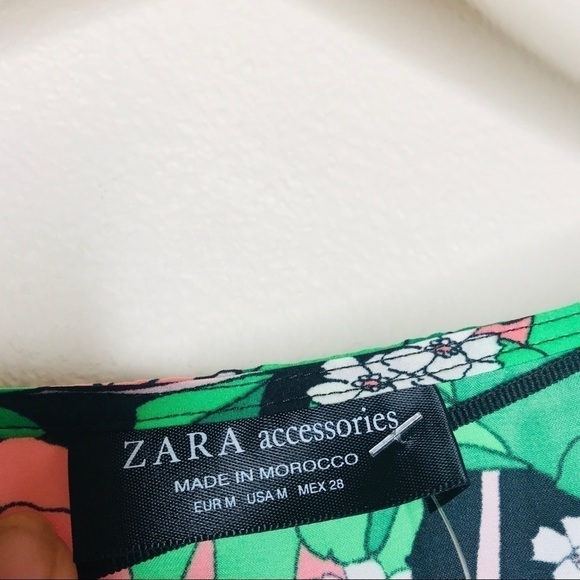 ZARA accessories
MADE IN MOROCCO
EUR M USA M MEX 28